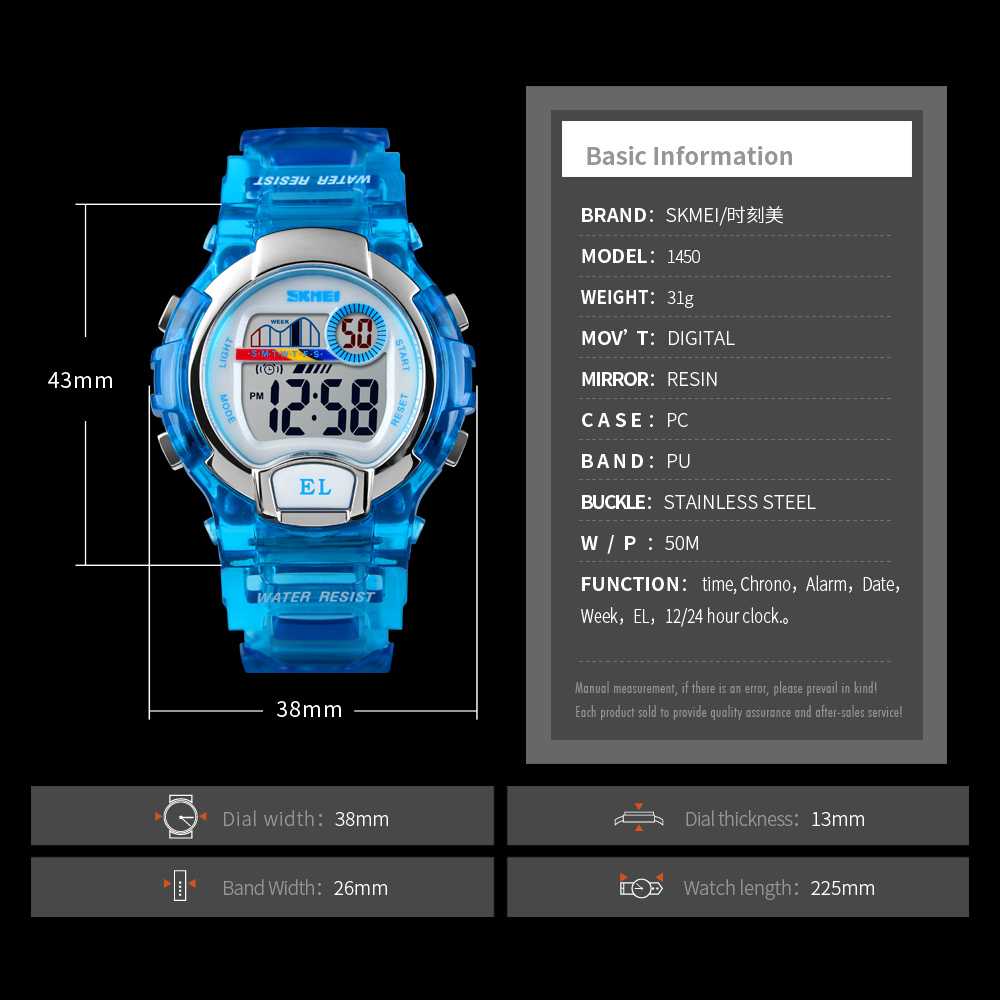 WATER RESIST
SKMEI
WEEK
50
LIGHT
START
·S·M·T·W·T·F·S·
PM 12:58
MODE
RESET
EL
WATER RESIST
43mm
38mm
Basic Information
BRAND：SKMEI/时刻美
MODEL：1450
WEIGHT：31g
MOV’T：DIGITAL
MIRROR：RESIN
CASE：PC
BAND：PU
BUCKLE：STAINLESS STEEL
W / P ：50M
FUNCTION： time, Chrono，Alarm，Date，
Week，EL，12/24 hour clock.。
Manual measurement, if there is an error, please prevail in kind!
Each product sold to provide quality assurance and after-sales service!
Dial width：38mm
Dial thickness：13mm
Band Width：26mm
Watch length：225mm